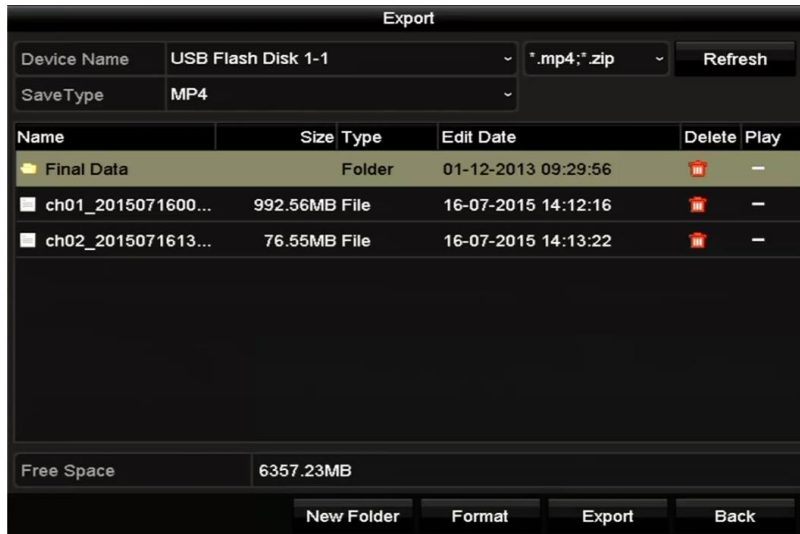 Export
Device Name USB Flash Disk 1-1 *.mp4;*.zip Refresh
SaveType MP4
Name Size Type Edit Date Delete Play
Final Data Folder 01-12-2013 09:29:56
ch01_2015071600... 992.56MB File 16-07-2015 14:12:16
ch02_2015071613... 76.55MB File 16-07-2015 14:13:22
Free Space 6357.23MB
New Folder Format Export Back